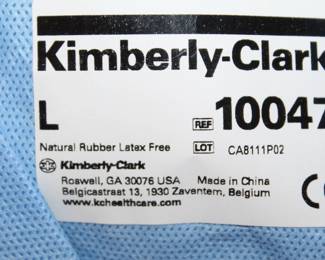 Kimberly-Clark
L REF 10047
Natural Rubber Latex Free LOT CA8111P02
Kimberly-Clark
Roswell, GA 30076 USA Made in China
Belgicastraat 13, 1930 Zaventem, Belgium
www.kchealthcare.com